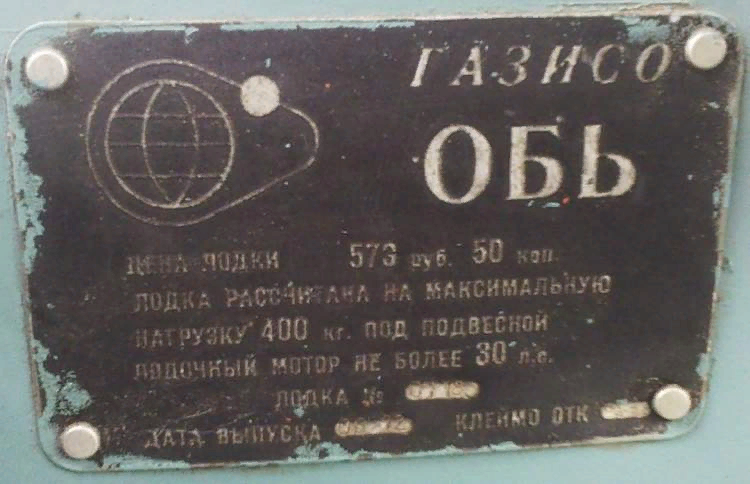 ГАЗИСО
ОБЬ
ЦЕНА ЛОДКИ 573 руб. 50 коп.
ЛОДКА РАССЧИТАНА НА МАКСИМАЛЬНУЮ
НАГРУЗКУ 400 кг. ПОД ПОДВЕСНОЙ
ЛОДОЧНЫЙ МОТОР НЕ БОЛЕЕ 30 л.с.
ЛОДКА №
ДАТА ВЫПУСКА КЛЕЙМО ОТК